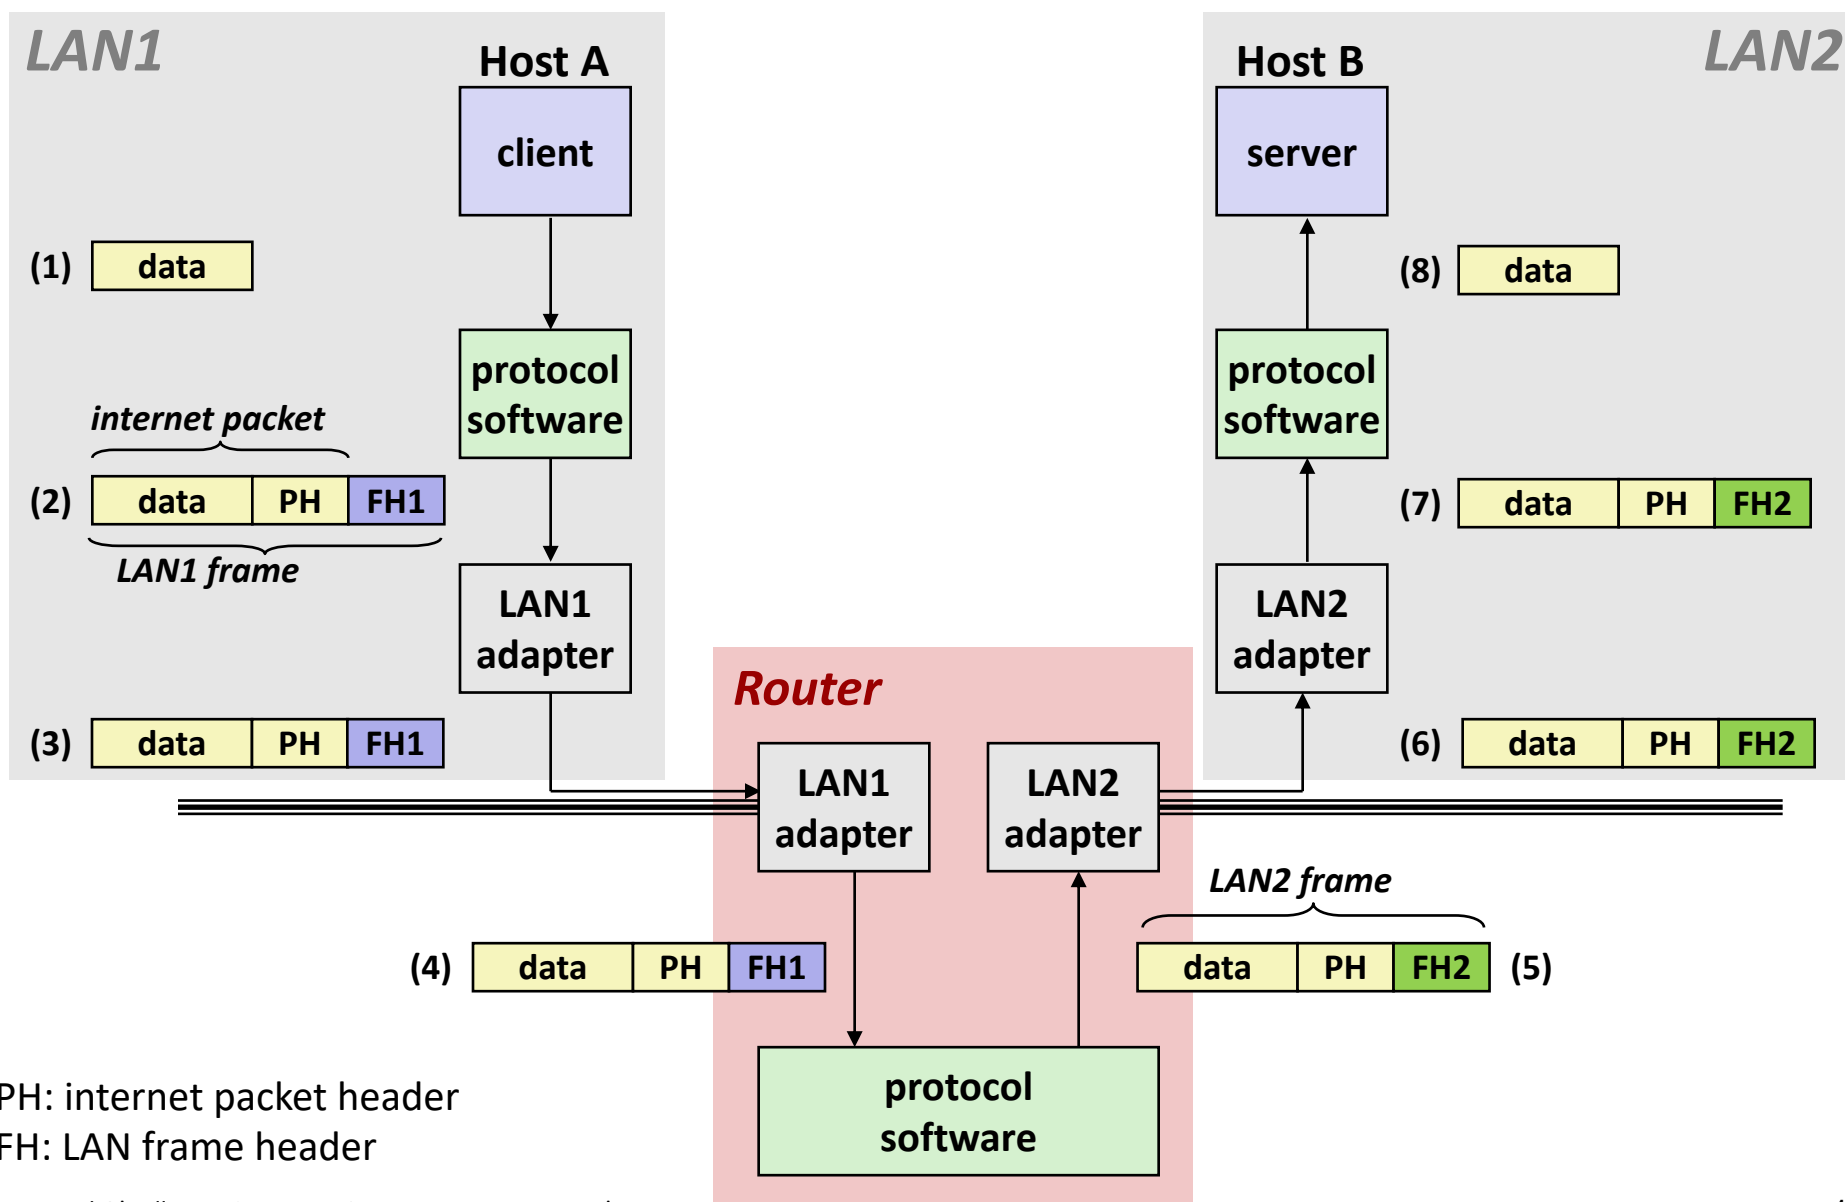 LAN1
Host A
Host B
LAN2
client
server
(1) data
(8) data
protocol
software
protocol
software
internet packet
(2) data PH FH1
(7) data PH FH2
LAN1 frame
LAN1
adapter
LAN2
adapter
Router
(3) data PH FH1
(6) data PH FH2
LAN1
adapter
LAN2
adapter
LAN2 frame
(4) data PH FH1
data PH FH2 (5)
protocol
software
PH: internet packet header
FH: LAN frame header